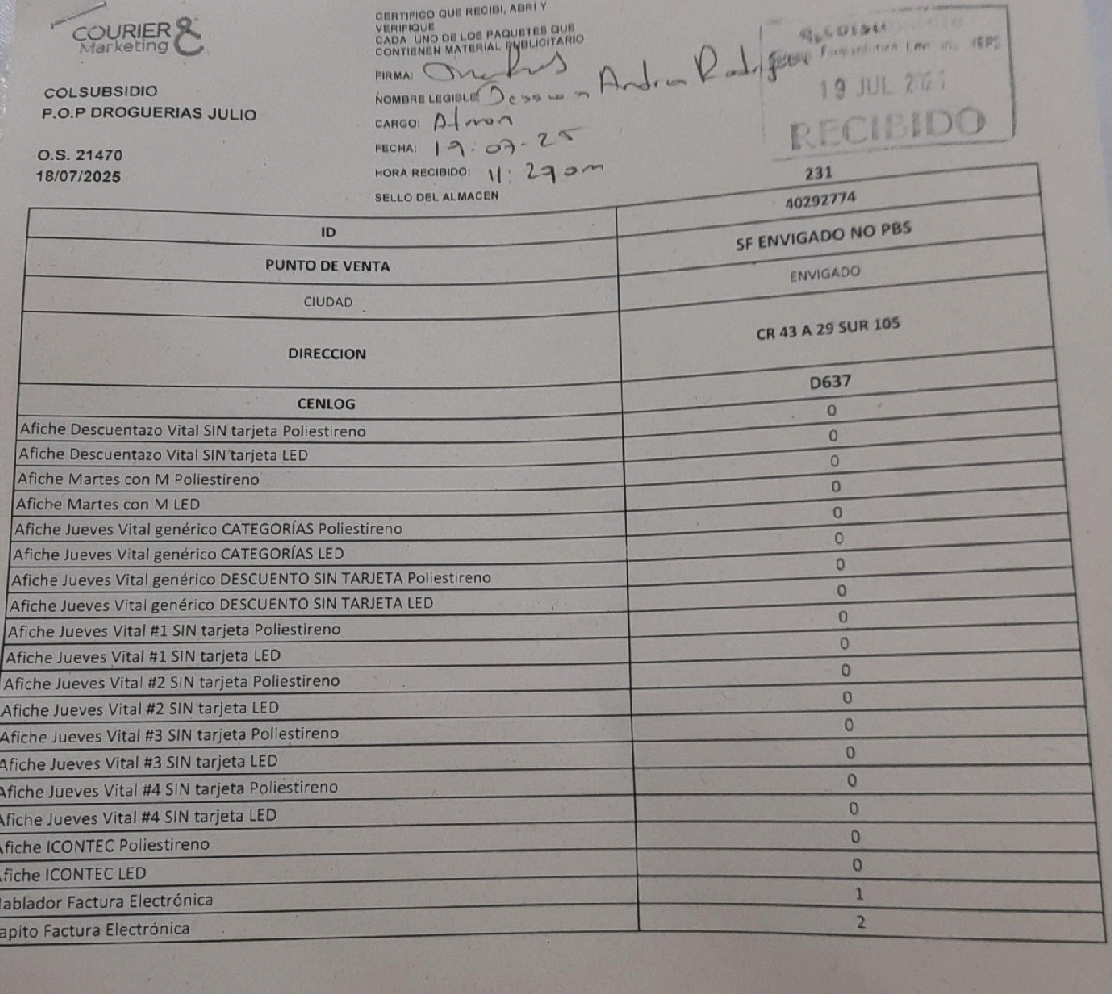 COURIER &
Marketing
COLSUBSIDIO
P.O.P DROGUERIAS JULIO
O.S. 21470
18/07/2025
CERTIFICO QUE RECIBI, ABRI Y
VERIFIQUE
CADA UNO DE LOS PAQUETES QUE
CONTIENEN MATERIAL PUBLICITARIO
FIRMA:
NOMBRE LEGIBLE: Andrea Rodríguez
CARGO:
FECHA: 19-07-25
HORA RECIBIDO: 11:29 am
SELLO DEL ALMACEN
19 JUL 2025
RECIBIDO
231
ID 40292774
PUNTO DE VENTA SF ENVIGADO NO PBS
CIUDAD ENVIGADO
DIRECCION CR 43 A 29 SUR 105
CENLOG D637
Afiche Descuentazo Vital SIN tarjeta Poliestireno 0
Afiche Descuentazo Vital SIN tarjeta LED 0
Afiche Martes con M Poliestireno 0
Afiche Martes con M LED 0
Afiche Jueves Vital genérico CATEGORÍAS Poliestireno 0
Afiche Jueves Vital genérico CATEGORÍAS LED 0
Afiche Jueves Vital genérico DESCUENTO SIN TARJETA Poliestireno 0
Afiche Jueves Vital genérico DESCUENTO SIN TARJETA LED 0
Afiche Jueves Vital #1 SIN tarjeta Poliestireno 0
Afiche Jueves Vital #1 SIN tarjeta LED 0
Afiche Jueves Vital #2 SIN tarjeta Poliestireno 0
Afiche Jueves Vital #2 SIN tarjeta LED 0
Afiche Jueves Vital #3 SIN tarjeta Poliestireno 0
Afiche Jueves Vital #3 SIN tarjeta LED 0
Afiche Jueves Vital #4 SIN tarjeta Poliestireno 0
Afiche Jueves Vital #4 SIN tarjeta LED 0
Afiche ICONTEC Poliestireno 0
Afiche ICONTEC LED 0
Hablador Factura Electrónica 1
apito Factura Electrónica 2